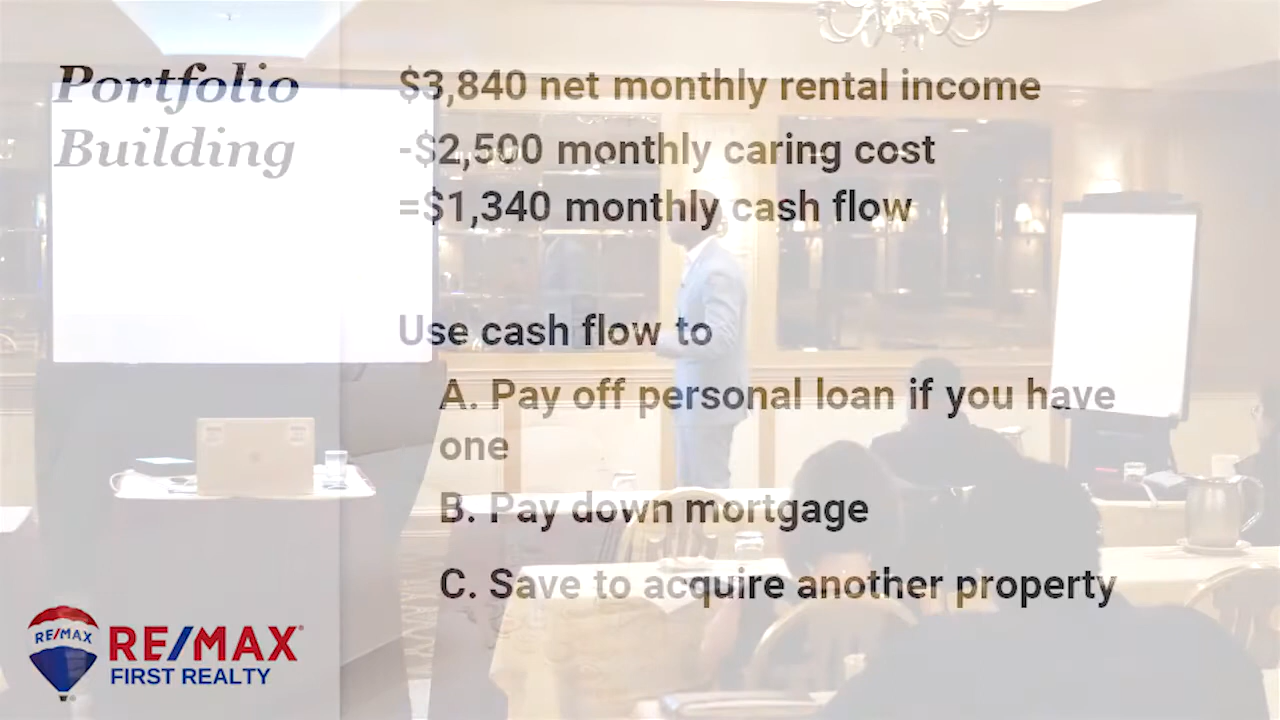 Portfolio
Building
$3,840 net monthly rental income
-$2,500 monthly caring cost
=$1,340 monthly cash flow
Use cash flow to
A. Pay off personal loan if you have
one
B. Pay down mortgage
C. Save to acquire another property
RE/MAX
RE/MAX
FIRST REALTY